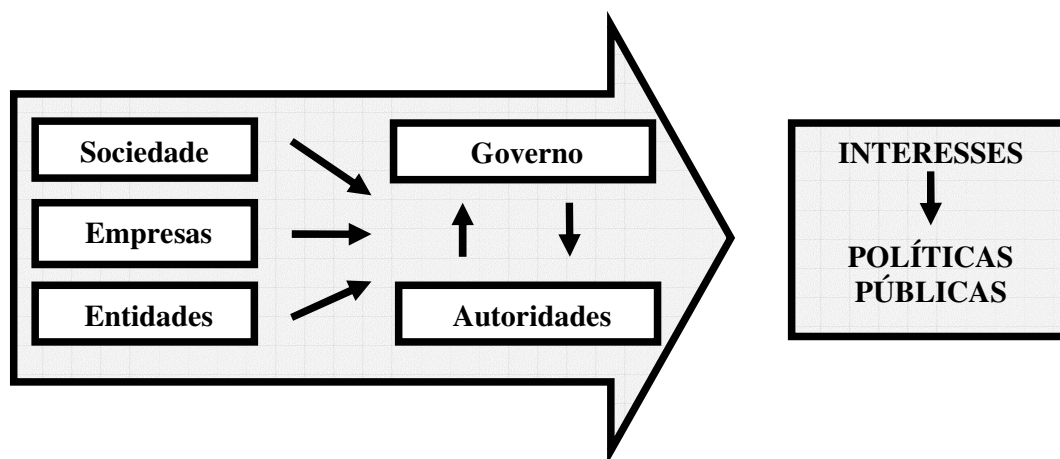 Sociedade
Empresas
Entidades
Governo
Autoridades
INTERESSES
POLÍTICAS
PÚBLICAS